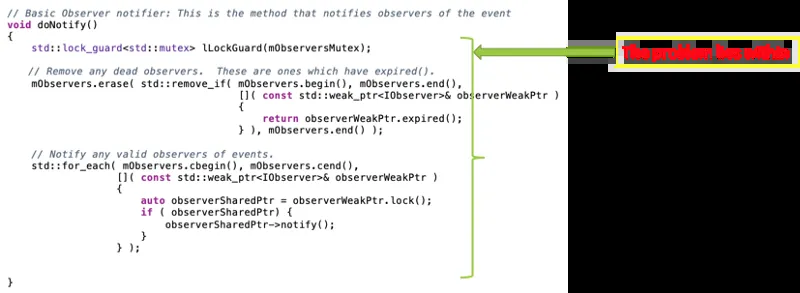 // Basic Observer notifier: This is the method that notifies observers of the event
void doNotify()
{
std::lock_guard<std::mutex> lLockGuard(mObserversMutex);
The problem lies within
// Remove any dead observers. These are ones which have expired().
mObservers.erase( std::remove_if( mObservers.begin(), mObservers.end(),
[]( const std::weak_ptr<IObserver>& observerWeakPtr )
{
return observerWeakPtr.expired();
} ), mObservers.end() );
// Notify any valid observers of events.
std::for_each( mObservers.cbegin(), mObservers.cend(),
[]( const std::weak_ptr<IObserver>& observerWeakPtr )
{
auto observerSharedPtr = observerWeakPtr.lock();
if ( observerSharedPtr) {
observerSharedPtr->notify();
}
} );
}